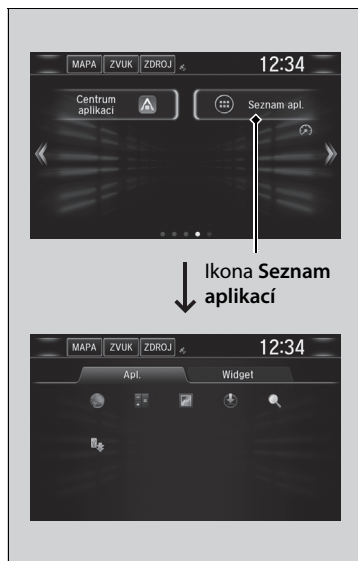 MAPA ZVUK ZDROJ 12:34
Centrum aplikací
Seznam apl.
Ikona Seznam
aplikací
MAPA ZVUK ZDROJ 12:34
Apl. Widget